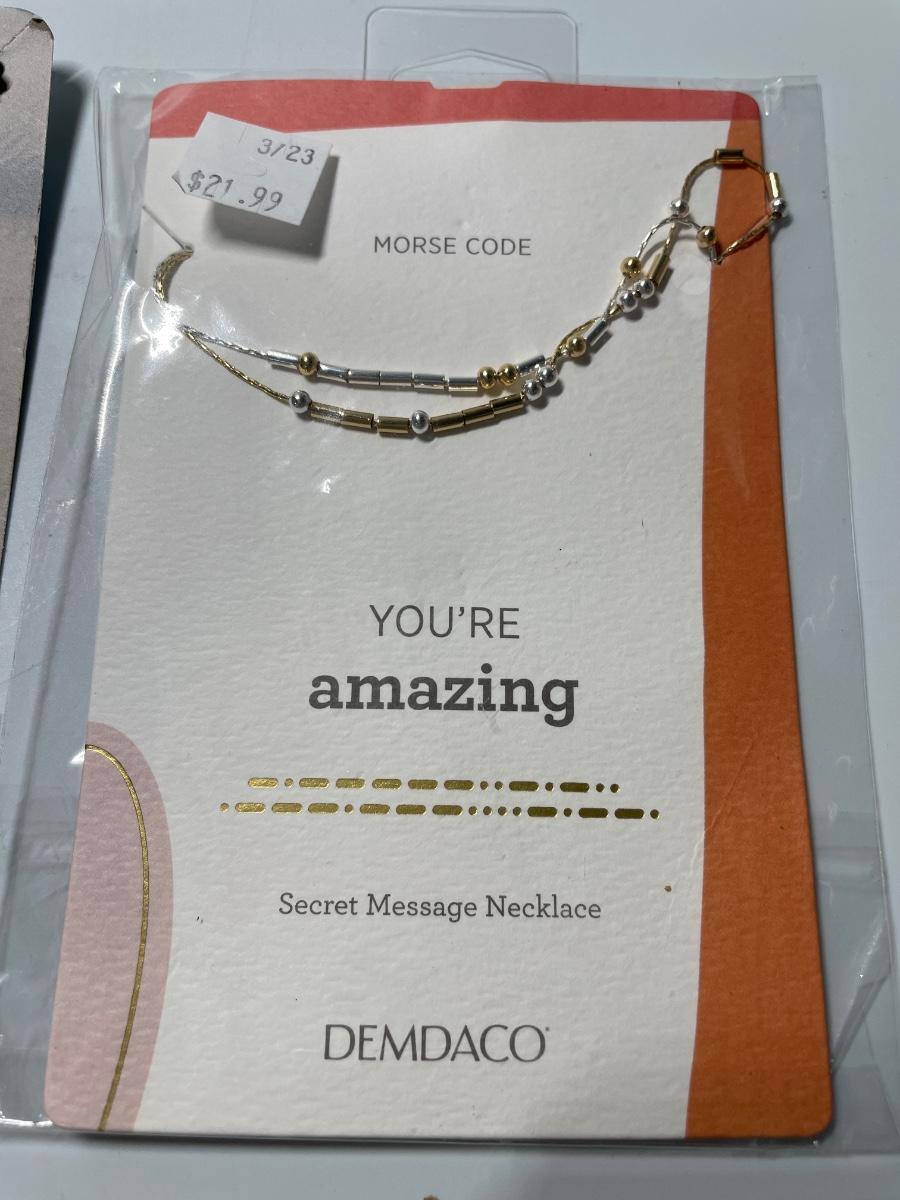 3/23
$21.99
MORSE CODE
YOU'RE
amazing
Secret Message Necklace
DEMDACO